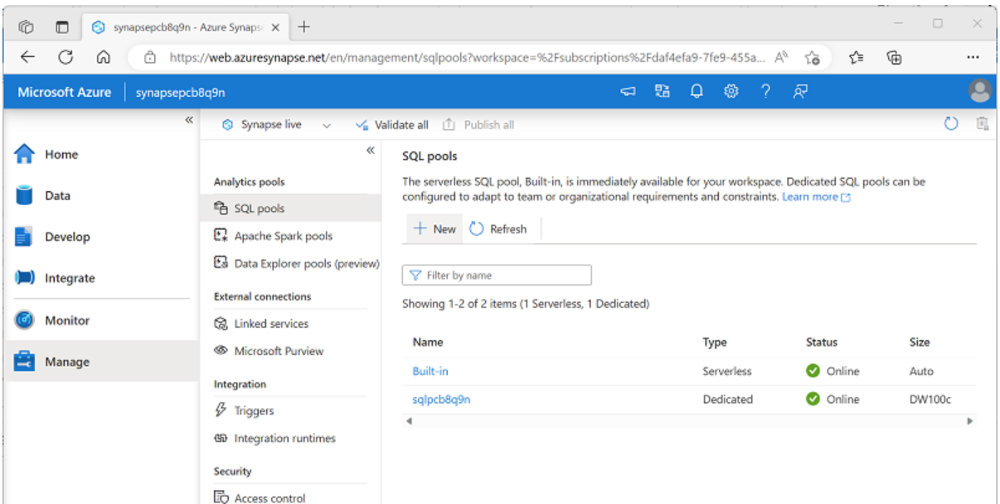 synapsepcb8q9n - Azure Synaps
https://web.azuresynapse.net/en/management/sqlpools?workspace=%2Fsubscriptions%2Fdaf4efa9-7fe9-455a...
Microsoft Azure
synapsepcb8q9n
Synapse live
Validate all
Publish all
Home
Data
Develop
Integrate
Monitor
Manage
Analytics pools
SQL pools
Apache Spark pools
Data Explorer pools (preview)
External connections
Linked services
Microsoft Purview
Integration
Triggers
Integration runtimes
Security
Access control
SQL pools
The serverless SQL pool, Built-in, is immediately available for your workspace. Dedicated SQL pools can be
configured to adapt to team or organizational requirements and constraints. Learn more
New
Refresh
Filter by name
Showing 1-2 of 2 items (1 Serverless, 1 Dedicated)
Name Type Status Size
Built-in Serverless Online Auto
sqlpcb8q9n Dedicated Online DW100c